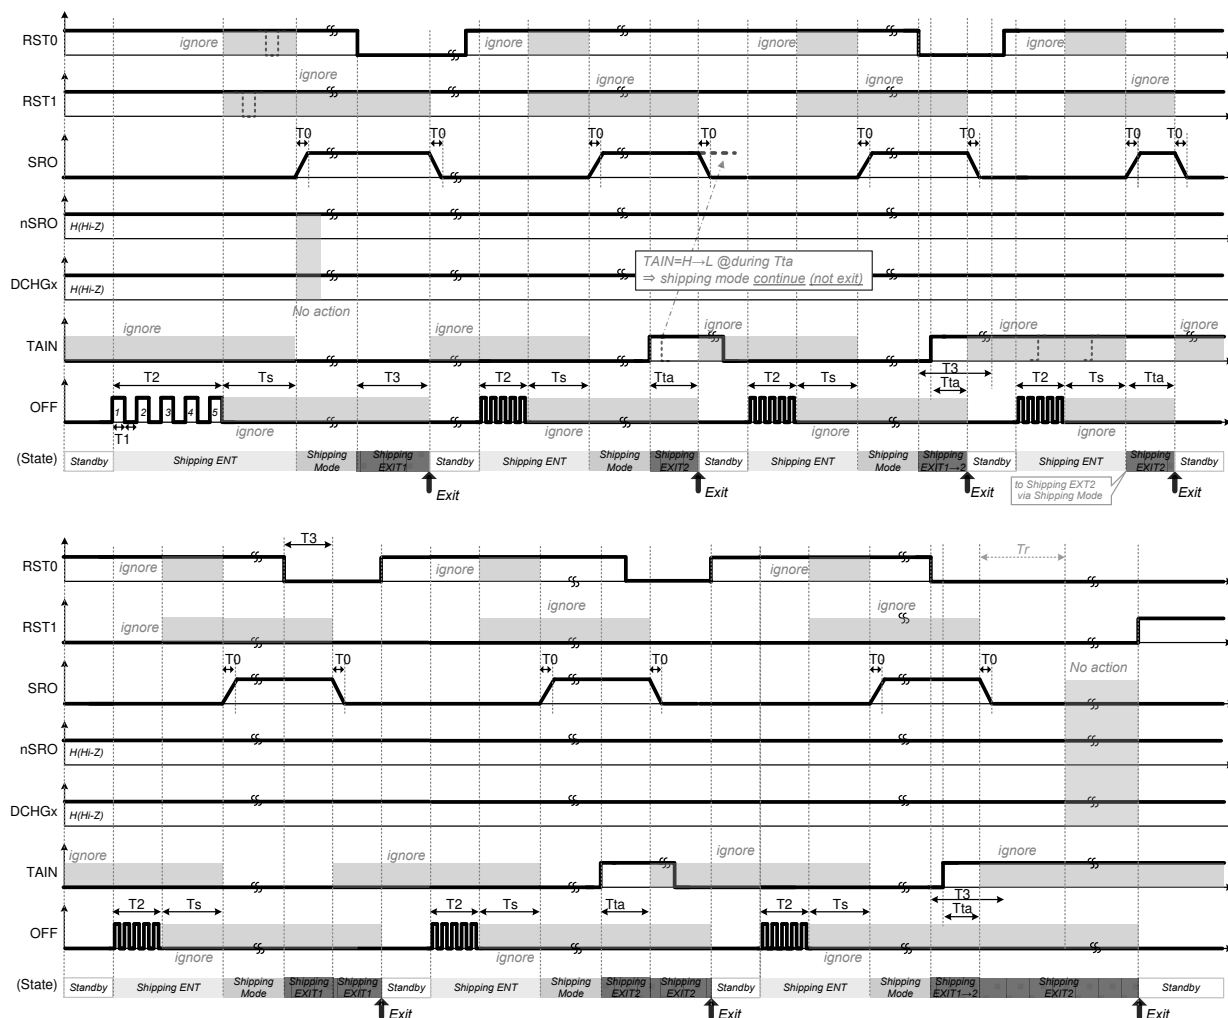 RST0
ignore
ignore
ignore
ignore
RST1
ignore
ignore
ignore
SRO
T0
T0
T0
T0
T0
T0
T0
T0
nSRO
H(Hi-Z)
TAIN=H→L @during Tta
⇒ shipping mode continue (not exit)
DCHGx
H(Hi-Z)
No action
TAIN
ignore
ignore
ignore
ignore
ignore
T3
OFF
T2
Ts
T3
T2
Ts
Tta
T2
Ts
Tta
T2
Ts
Tta
1
2
3
4
5
T1
ignore
ignore
ignore
ignore
(State)
Standby
Shipping ENT
Shipping Mode
Shipping EXIT1
Standby
Shipping ENT
Shipping Mode
Shipping EXIT2
Standby
Shipping ENT
Shipping Mode
Shipping EXIT1→2
Standby
Shipping ENT
Shipping EXIT2
Standby
Exit
Exit
Exit
to Shipping EXT2
via Shipping Mode
Exit
RST0
ignore
T3
ignore
ignore
Tr
RST1
ignore
ignore
ignore
SRO
T0
T0
T0
T0
T0
T0
No action
nSRO
H(Hi-Z)
DCHGx
H(Hi-Z)
TAIN
ignore
ignore
ignore
ignore
T3
OFF
T2
Ts
T2
Ts
Tta
T2
Ts
Tta
ignore
ignore
ignore
(State)
Standby
Shipping ENT
Shipping Mode
Shipping EXIT1
Shipping EXIT1
Standby
Shipping ENT
Shipping Mode
Shipping EXIT2
Shipping EXIT2
Standby
Shipping ENT
Shipping Mode
Shipping EXIT1→2
Shipping EXIT2
Standby
Exit
Exit
Exit